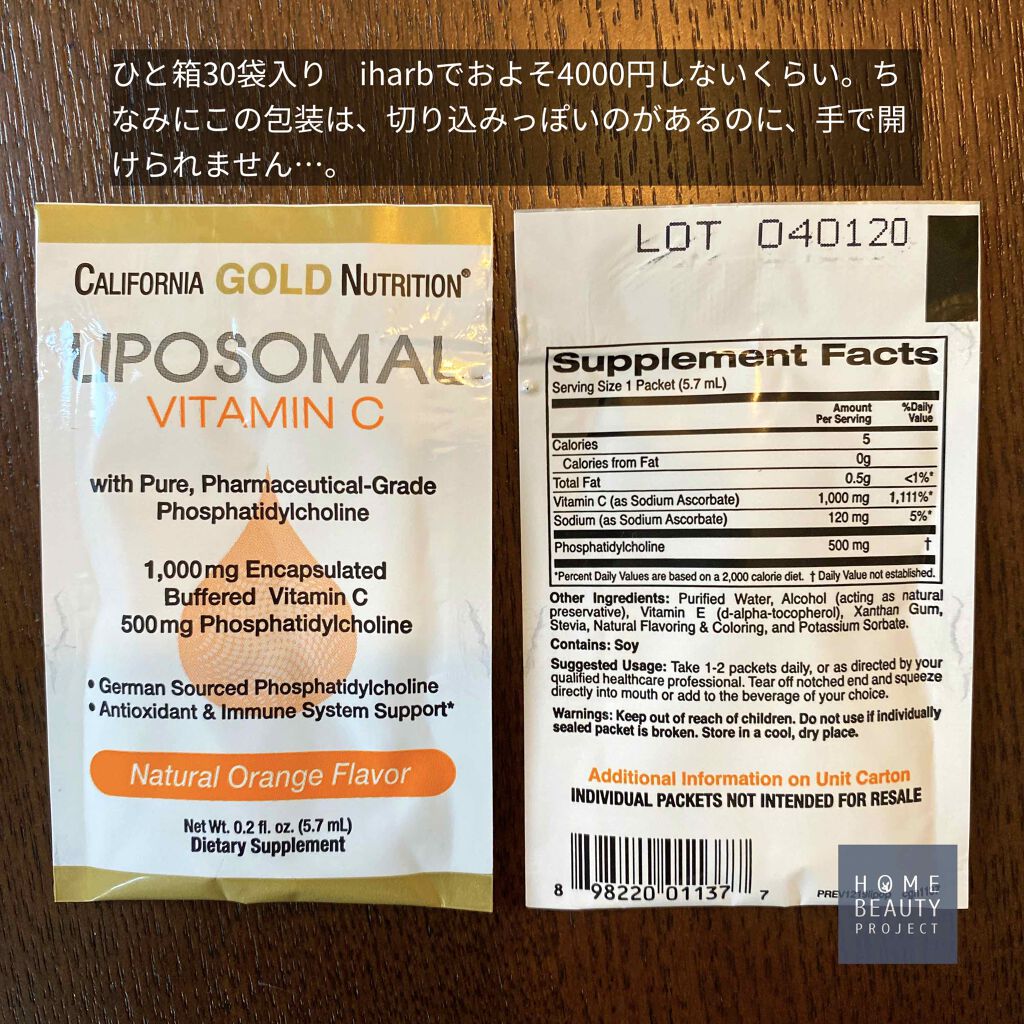 ひと箱30袋入り　iharbでおよそ4000円しないくらい。ち
なみにこの包装は、切り込みっぽいのがあるのに、手で開
けられません…。
CALIFORNIA GOLD NUTRITION®
LIPOSOMAL
VITAMIN C
with Pure, Pharmaceutical-Grade
Phosphatidylcholine
1,000 mg Encapsulated
Buffered Vitamin C
500 mg Phosphatidylcholine
• German Sourced Phosphatidylcholine
• Antioxidant & Immune System Support*
Natural Orange Flavor
Net Wt. 0.2 fl. oz. (5.7 mL)
Dietary Supplement
LOT 040120
Supplement Facts
Serving Size 1 Packet (5.7 mL)
Amount Per Serving %Daily Value
Calories 5
Calories from Fat 0g
Total Fat 0.5g <1%*
Vitamin C (as Sodium Ascorbate) 1,000 mg 1,111%*
Sodium (as Sodium Ascorbate) 120 mg 5%*
Phosphatidylcholine 500 mg †
*Percent Daily Values are based on a 2,000 calorie diet. † Daily Value not established.
Other Ingredients: Purified Water, Alcohol (acting as natural
preservative), Vitamin E (d-alpha-tocopherol), Xanthan Gum,
Stevia, Natural Flavoring & Coloring, and Potassium Sorbate.
Contains: Soy
Suggested Usage: Take 1-2 packets daily, or as directed by your
qualified healthcare professional. Tear off notched end and squeeze
directly into mouth or add to the beverage of your choice.
Warnings: Keep out of reach of children. Do not use if individually
sealed packet is broken. Store in a cool, dry place.
Additional Information on Unit Carton
INDIVIDUAL PACKETS NOT INTENDED FOR RESALE
8 98220 01137 7
HOME
BEAUTY
PROJECT